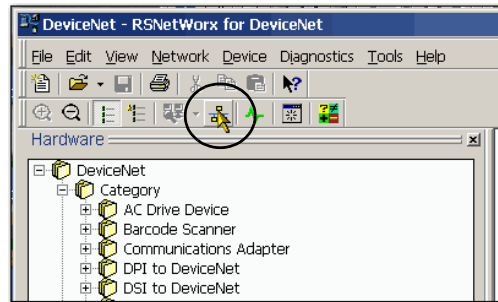 DeviceNet - RSNetWorx for DeviceNet
File Edit View Network Device Diagnostics Tools Help
Hardware
DeviceNet
Category
AC Drive Device
Barcode Scanner
Communications Adapter
DPI to DeviceNet
DSI to DeviceNet